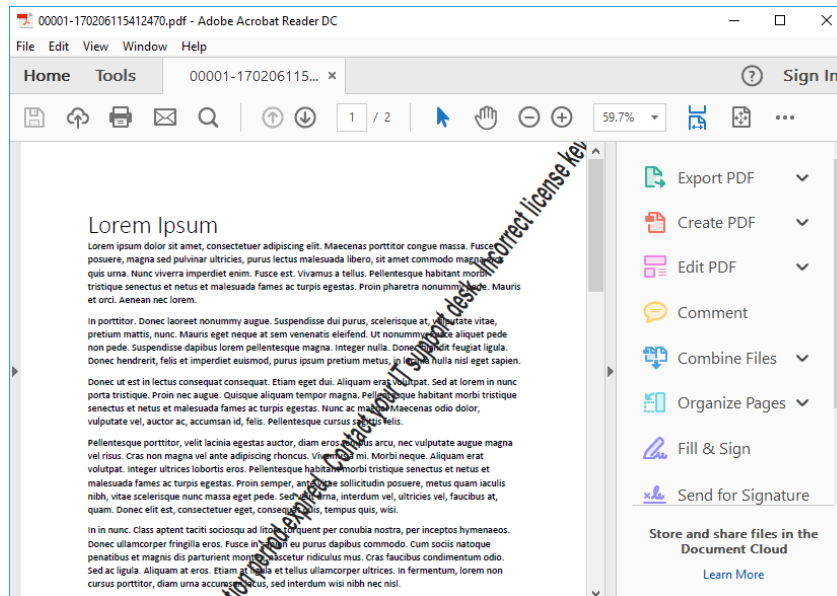 00001-170206115412470.pdf - Adobe Acrobat Reader DC
File Edit View Window Help
Home Tools 00001-170206115... × Sign In
1 / 2 59.7%
Lorem Ipsum
Lorem ipsum dolor sit amet, consectetuer adipiscing elit. Maecenas porttitor congue massa. Fusce
posuere, magna sed pulvinar ultricies, purus lectus malesuada libero, sit amet commodo magna
quis urna. Nunc viverra imperdiet enim. Fusce est. Vivamus a tellus. Pellentesque habitant morbi
tristique senectus et netus et malesuada fames ac turpis egestas. Proin pharetra nonummy pede. Mauris
et orci. Aenean nec lorem.
In porttitor. Donec laoreet nonummy augue. Suspendisse dui purus, scelerisque at, vulputate vitae,
pretium mattis, nunc. Mauris eget neque at sem venenatis eleifend. Ut nonummy. Fusce aliquet pede
non pede. Suspendisse dapibus lorem pellentesque magna. Integer nulla. Donec blandit feugiat ligula.
Donec hendrerit, felis et imperdiet euismod, purus ipsum pretium metus, in lacinia nulla nisl eget sapien.
Donec ut est in lectus consequat consequat. Etiam eget dui. Aliquam erat volutpat. Sed at lorem in nunc
porta tristique. Proin nec augue. Quisque aliquam tempor magna. Pellentesque habitant morbi tristique
senectus et netus et malesuada fames ac turpis egestas. Nunc ac magna. Maecenas odio dolor,
vulputate vel, auctor ac, accumsan id, felis. Pellentesque cursus sagittis felis.
Pellentesque porttitor, velit lacinia egestas auctor, diam eros tempus arcu, nec vulputate augue magna
vel risus. Cras non magna vel ante adipiscing rhoncus. Vivamus a mi. Morbi neque. Aliquam erat
volutpat. Integer ultrices lobortis eros. Pellentesque habitant morbi tristique senectus et netus et
malesuada fames ac turpis egestas. Proin semper, ante vitae sollicitudin posuere, metus quam iaculis
nibh, vitae scelerisque nunc massa eget pede. Sed velit urna, interdum vel, ultricies vel, faucibus at,
quam. Donec elit est, consectetuer eget, consequat quis, tempus quis, wisi.
In in nunc. Class aptent taciti sociosqu ad litora torquent per conubia nostra, per inceptos hymenaeos.
Donec ullamcorper fringilla eros. Fusce in sapien eu purus dapibus commodo. Cum sociis natoque
penatibus et magnis dis parturient montes, nascetur ridiculus mus. Cras faucibus condimentum odio.
Sed ac ligula. Aliquam at eros. Etiam at ligula et tellus ullamcorper ultrices. In fermentum, lorem non
cursus porttitor, diam urna accumsan lacus, sed interdum wisi nibh nec nisl.
tion period expired. Contact your IT support desk. Incorrect license key
Export PDF
Create PDF
Edit PDF
Comment
Combine Files
Organize Pages
Fill & Sign
Send for Signature
Store and share files in the
Document Cloud
Learn More